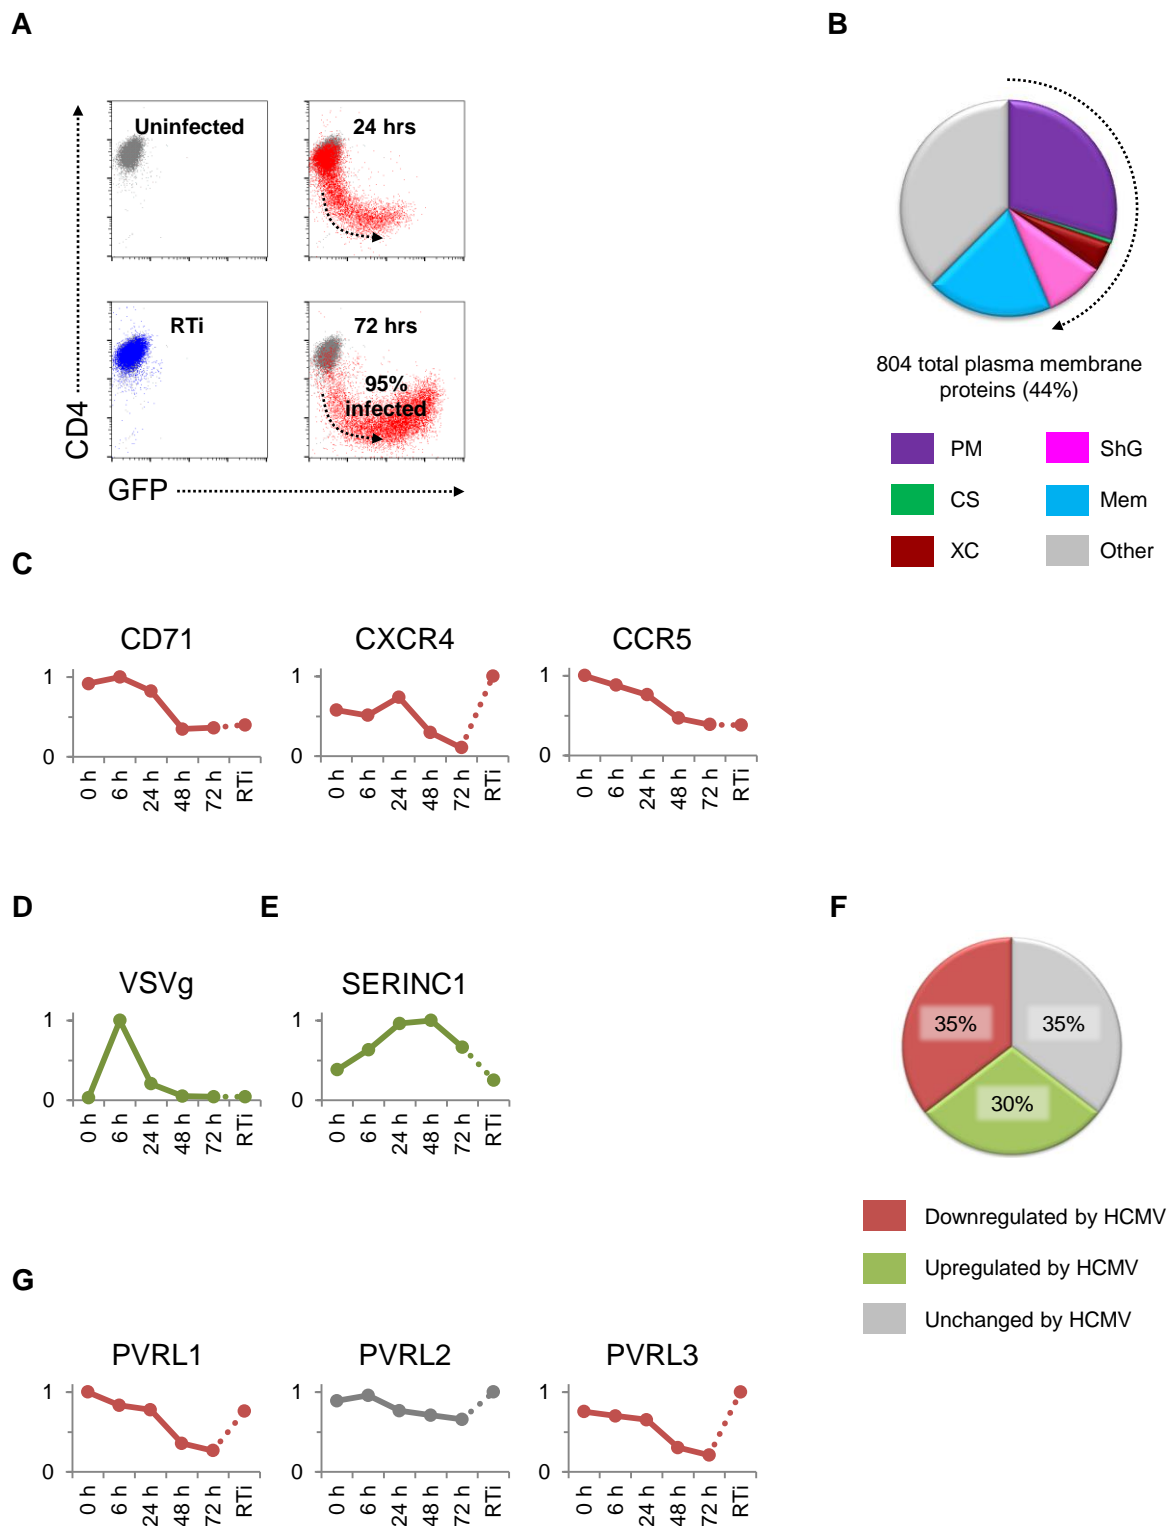 A
B
Uninfected
24 hrs
RTi
72 hrs
95%
infected
CD4
GFP
804 total plasma membrane
proteins (44%)
PM
ShG
CS
Mem
XC
Other
C
CD71
CXCR4
CCR5
1
0
0 h
6 h
24 h
48 h
72 h
RTi
1
0
0 h
6 h
24 h
48 h
72 h
RTi
1
0
0 h
6 h
24 h
48 h
72 h
RTi
D
E
F
VSVg
SERINC1
1
0
0 h
6 h
24 h
48 h
72 h
RTi
1
0
0 h
6 h
24 h
48 h
72 h
RTi
35%
35%
30%
Downregulated by HCMV
Upregulated by HCMV
Unchanged by HCMV
G
PVRL1
PVRL2
PVRL3
1
0
0 h
6 h
24 h
48 h
72 h
RTi
1
0
0 h
6 h
24 h
48 h
72 h
RTi
1
0
0 h
6 h
24 h
48 h
72 h
RTi